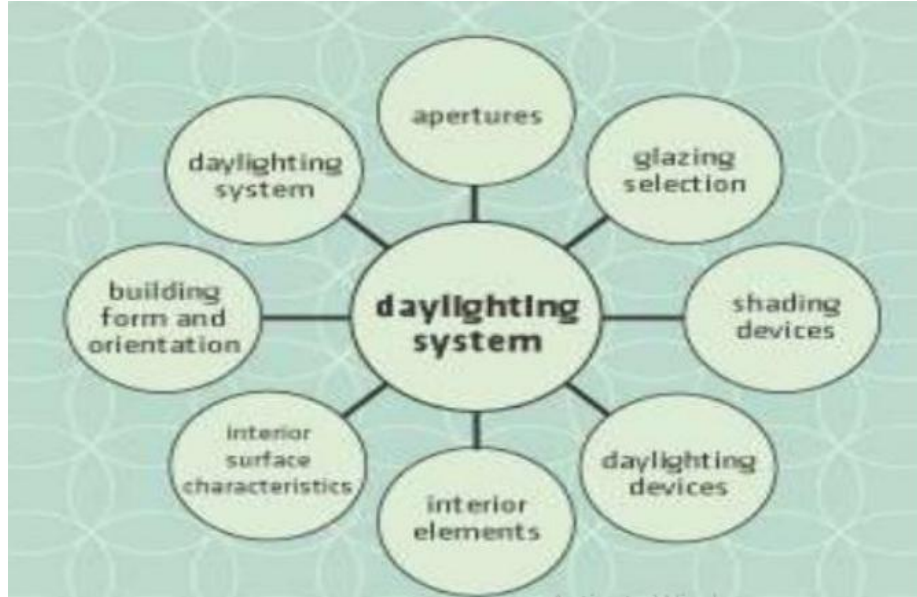 apertures
glazing
selection
shading
devices
daylighting
devices
interior
elements
interior
surface
characteristics
building
form and
orientation
daylighting
system
daylighting
system